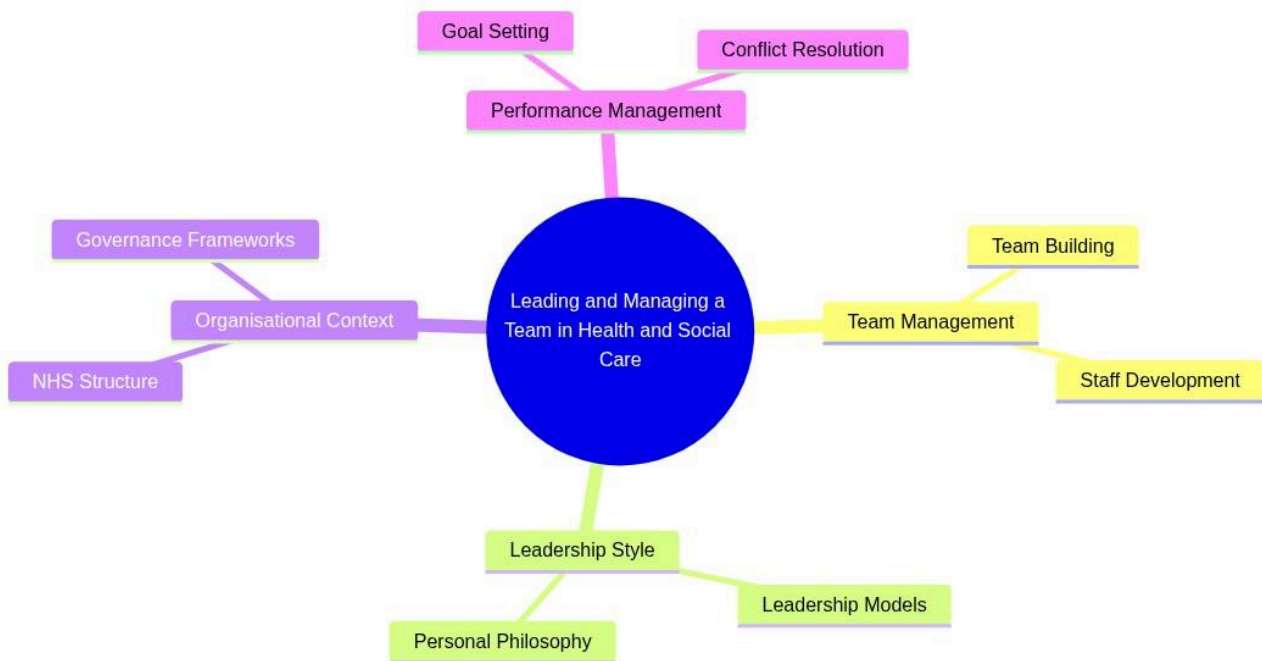 Goal Setting
Conflict Resolution
Performance Management
Governance Frameworks
Team Building
Organisational Context
Leading and Managing a
Team in Health and Social
Care
Team Management
NHS Structure
Staff Development
Leadership Style
Leadership Models
Personal Philosophy